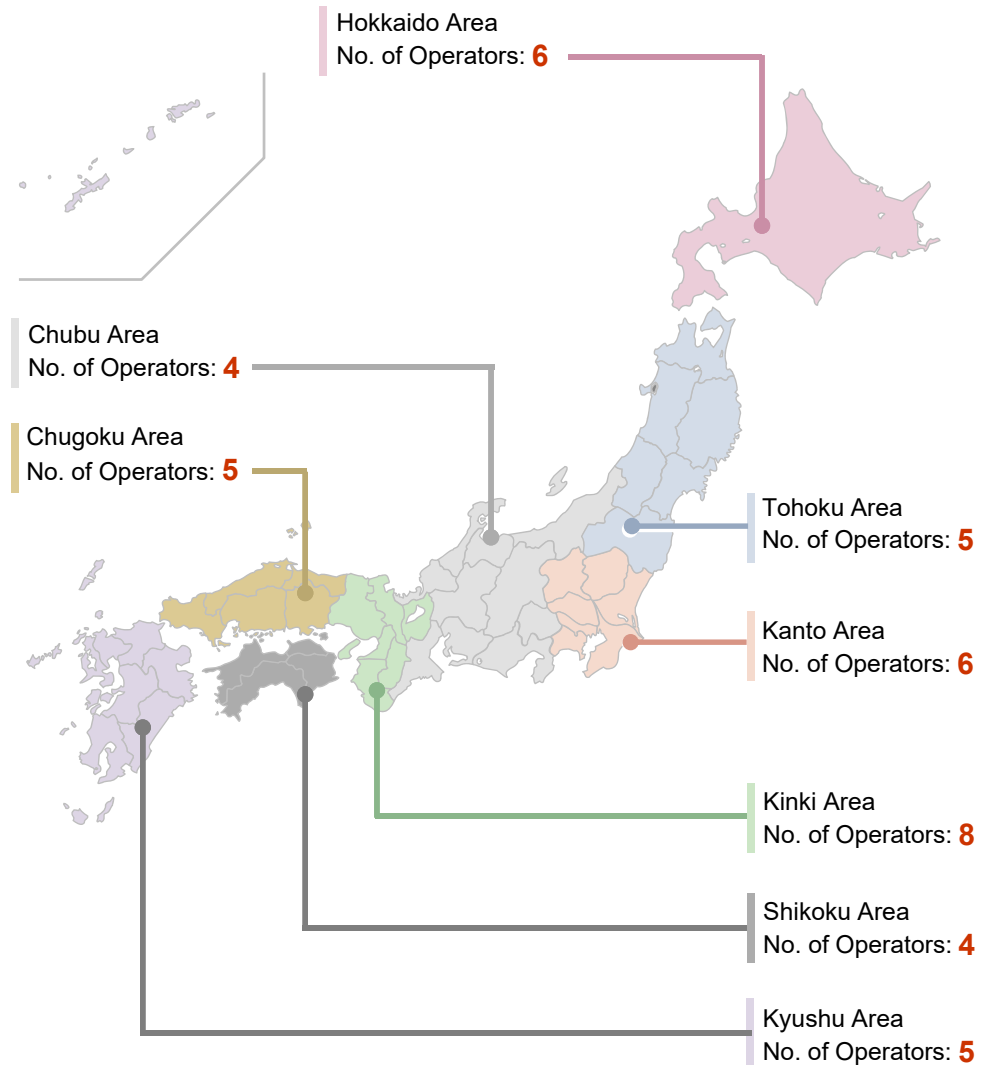 Hokkaido Area
No. of Operators: 6
Chubu Area
No. of Operators: 4
Chugoku Area
No. of Operators: 5
Tohoku Area
No. of Operators: 5
Kanto Area
No. of Operators: 6
Kinki Area
No. of Operators: 8
Shikoku Area
No. of Operators: 4
Kyushu Area
No. of Operators: 5